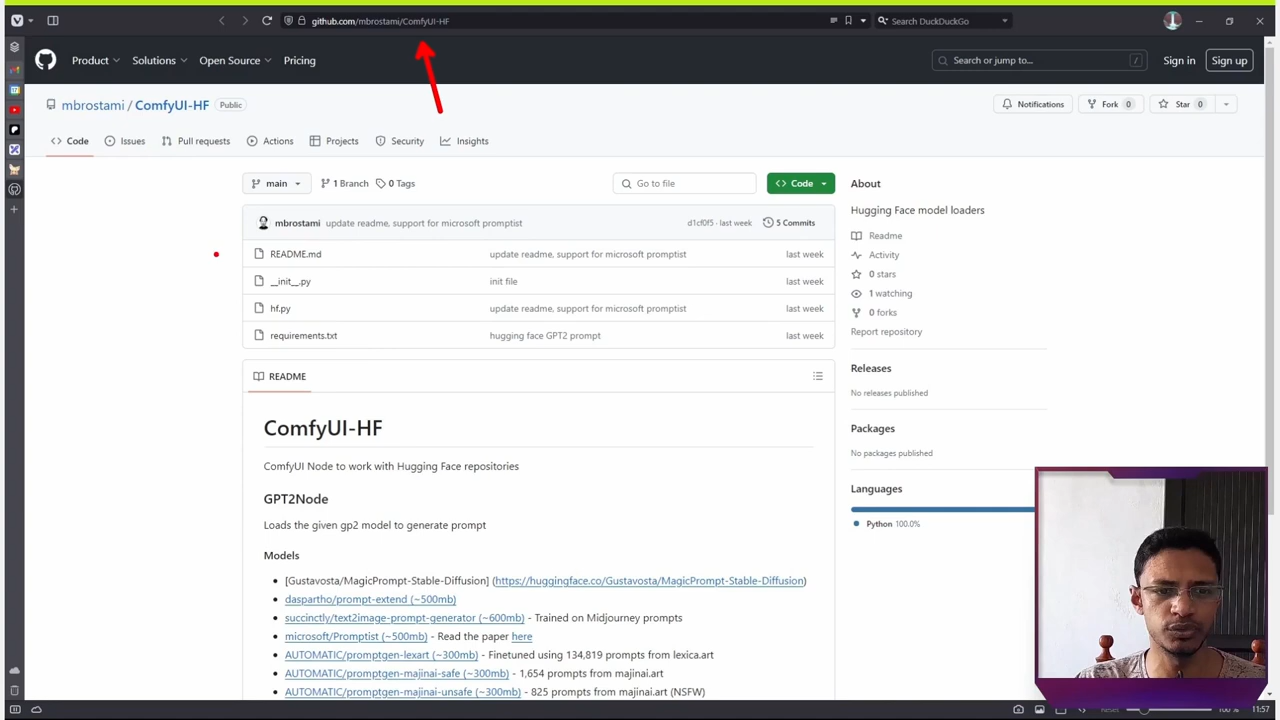 github.com/mbrostami/ComfyUI-HF
Search DuckDuckGo
Product
Solutions
Open Source
Pricing
Search or jump to...
/
Sign in
Sign up
mbrostami / ComfyUI-HF
Public
Notifications
Fork 0
Star 0
Code
Issues
Pull requests
Actions
Projects
Security
Insights
main
1 Branch
0 Tags
Go to file
Code
mbrostami update readme, support for microsoft promptist
d1cf0f5 · last week
5 Commits
README.md update readme, support for microsoft promptist last week
__init__.py init file last week
hf.py update readme, support for microsoft promptist last week
requirements.txt hugging face GPT2 prompt last week
README
ComfyUI-HF
ComfyUI Node to work with Hugging Face repositories
GPT2Node
Loads the given gp2 model to generate prompt
Models
[Gustavosta/MagicPrompt-Stable-Diffusion] (https://huggingface.co/Gustavosta/MagicPrompt-Stable-Diffusion)
daspartho/prompt-extend (~500mb)
succinctly/text2image-prompt-generator (~600mb) - Trained on Midjourney prompts
microsoft/Promptist (~500mb) - Read the paper here
AUTOMATIC/promptgen-lexart (~300mb) - Finetuned using 134,819 prompts from lexica.art
AUTOMATIC/promptgen-majinai-safe (~300mb) - 1,654 prompts from majinai.art
AUTOMATIC/promptgen-majinai-unsafe (~300mb) - 825 prompts from majinai.art (NSFW)
About
Hugging Face model loaders
Readme
Activity
0 stars
1 watching
0 forks
Report repository
Releases
No releases published
Packages
No packages published
Languages
Python 100.0%
Reset
100 %
11:57